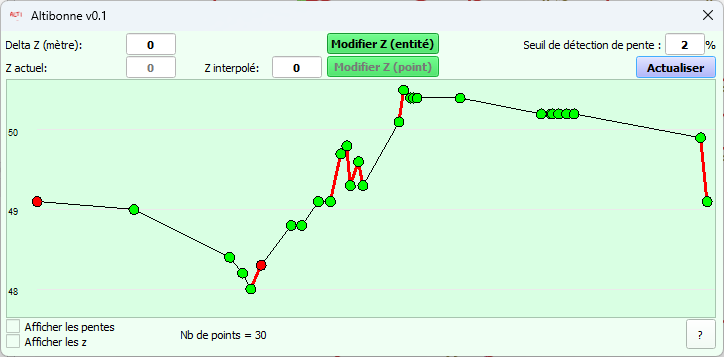 ALTI Altibonne v0.1
Delta Z (mètre): 0 Modifier Z (entité) Seuil de détection de pente : 2 %
Z actuel: 0 Z interpolé: 0 Modifier Z (point) Actualiser
50
49
48
Afficher les pentes
Afficher les z
Nb de points = 30
?